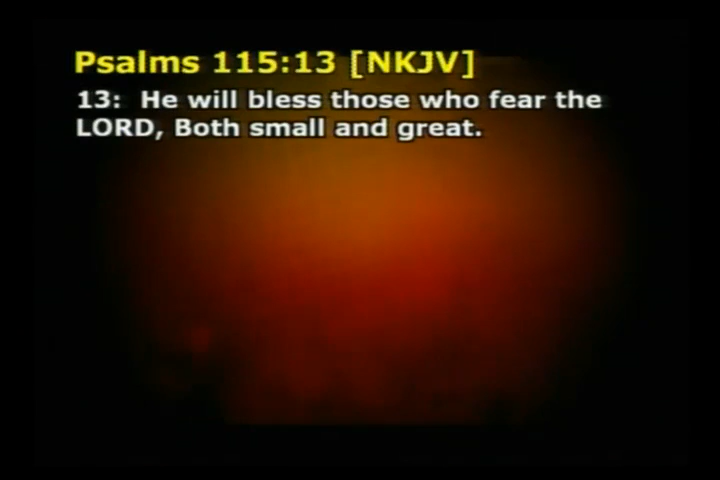 Psalms 115:13 [NKJV]
13: He will bless those who fear the
LORD, Both small and great.